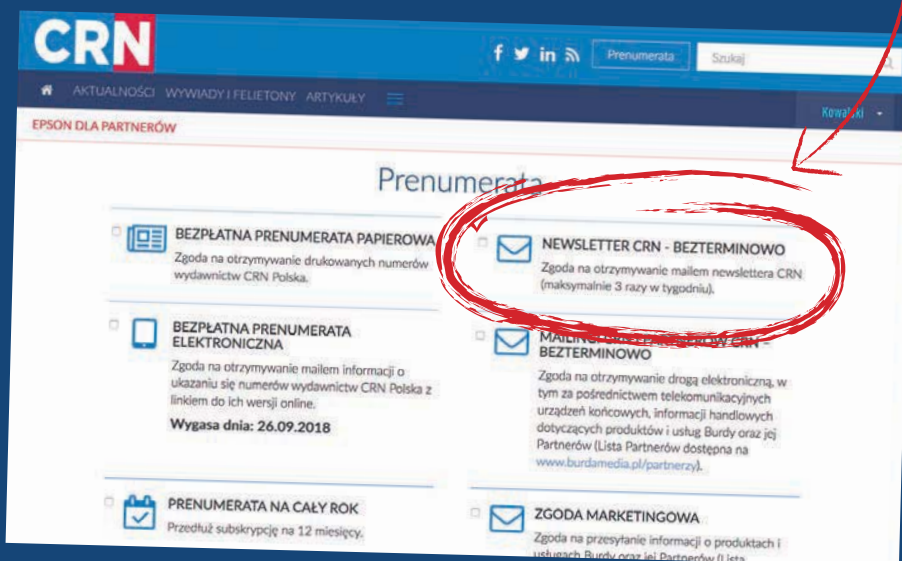 CRN
f in Prenumerata Szukaj
AKTUALNOŚCI WYWIADY I FELIETONY ARTYKUŁY
Kowalski
EPSON DLA PARTNERÓW
Prenumerata
BEZPŁATNA PRENUMERATA PAPIEROWA
Zgoda na otrzymywanie drukowanych numerów
wydawnictw CRN Polska.
NEWSLETTER CRN - BEZTERMINOWO
Zgoda na otrzymywanie mailem newslettera CRN
(maksymalnie 3 razy w tygodniu).
BEZPŁATNA PRENUMERATA
ELEKTRONICZNA
Zgoda na otrzymywanie mailem informacji o
ukazaniu się numerów wydawnictw CRN Polska z
linkiem do ich wersji online.
Wygasa dnia: 26.09.2018
CRN -
BEZTERMINOWO
Zgoda na otrzymywanie drogą elektroniczną, w
tym za pośrednictwem telekomunikacyjnych
urządzeń końcowych, informacji handlowych
dotyczących produktów i usług Burdy oraz jej
Partnerów (Lista Partnerów dostępna na
www.burdamedia.pl/partnerzy).
PRENUMERATA NA CAŁY ROK
Przedłuż subskrypcję na 12 miesięcy.
ZGODA MARKETINGOWA
Zgoda na przesyłanie informacji o produktach i
usługach Burdy oraz jej Partnerów (Lista